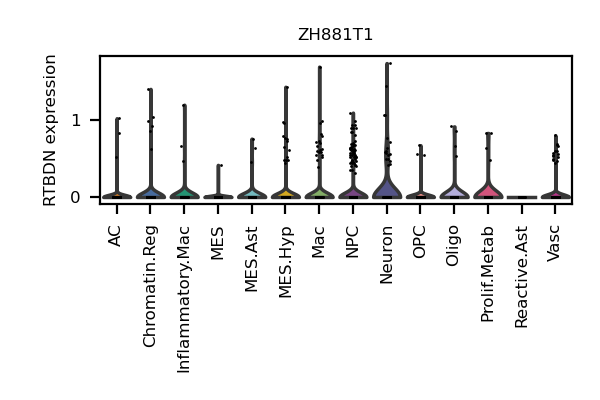 ZH881T1
RTBDN expression
1
0
AC
Chromatin.Reg
Inflammatory.Mac
MES
MES.Ast
MES.Hyp
Mac
NPC
Neuron
OPC
Oligo
Prolif.Metab
Reactive.Ast
Vasc